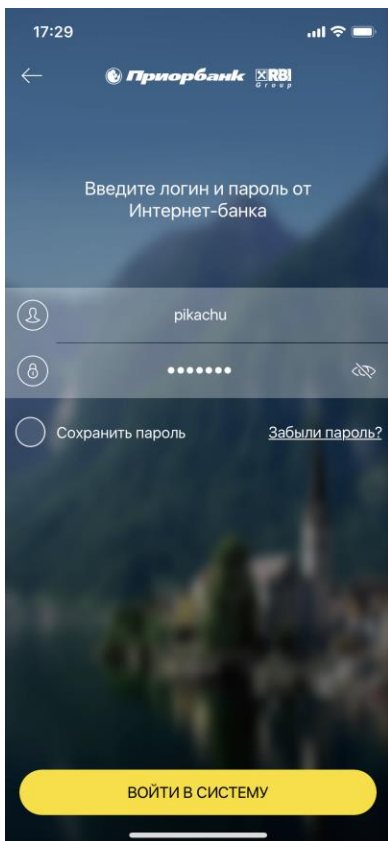 17:29
Приорбанк RBI
Group
Введите логин и пароль от
Интернет-банка
pikachu
•••••••
Сохранить пароль Забыли пароль?
ВОЙТИ В СИСТЕМУ